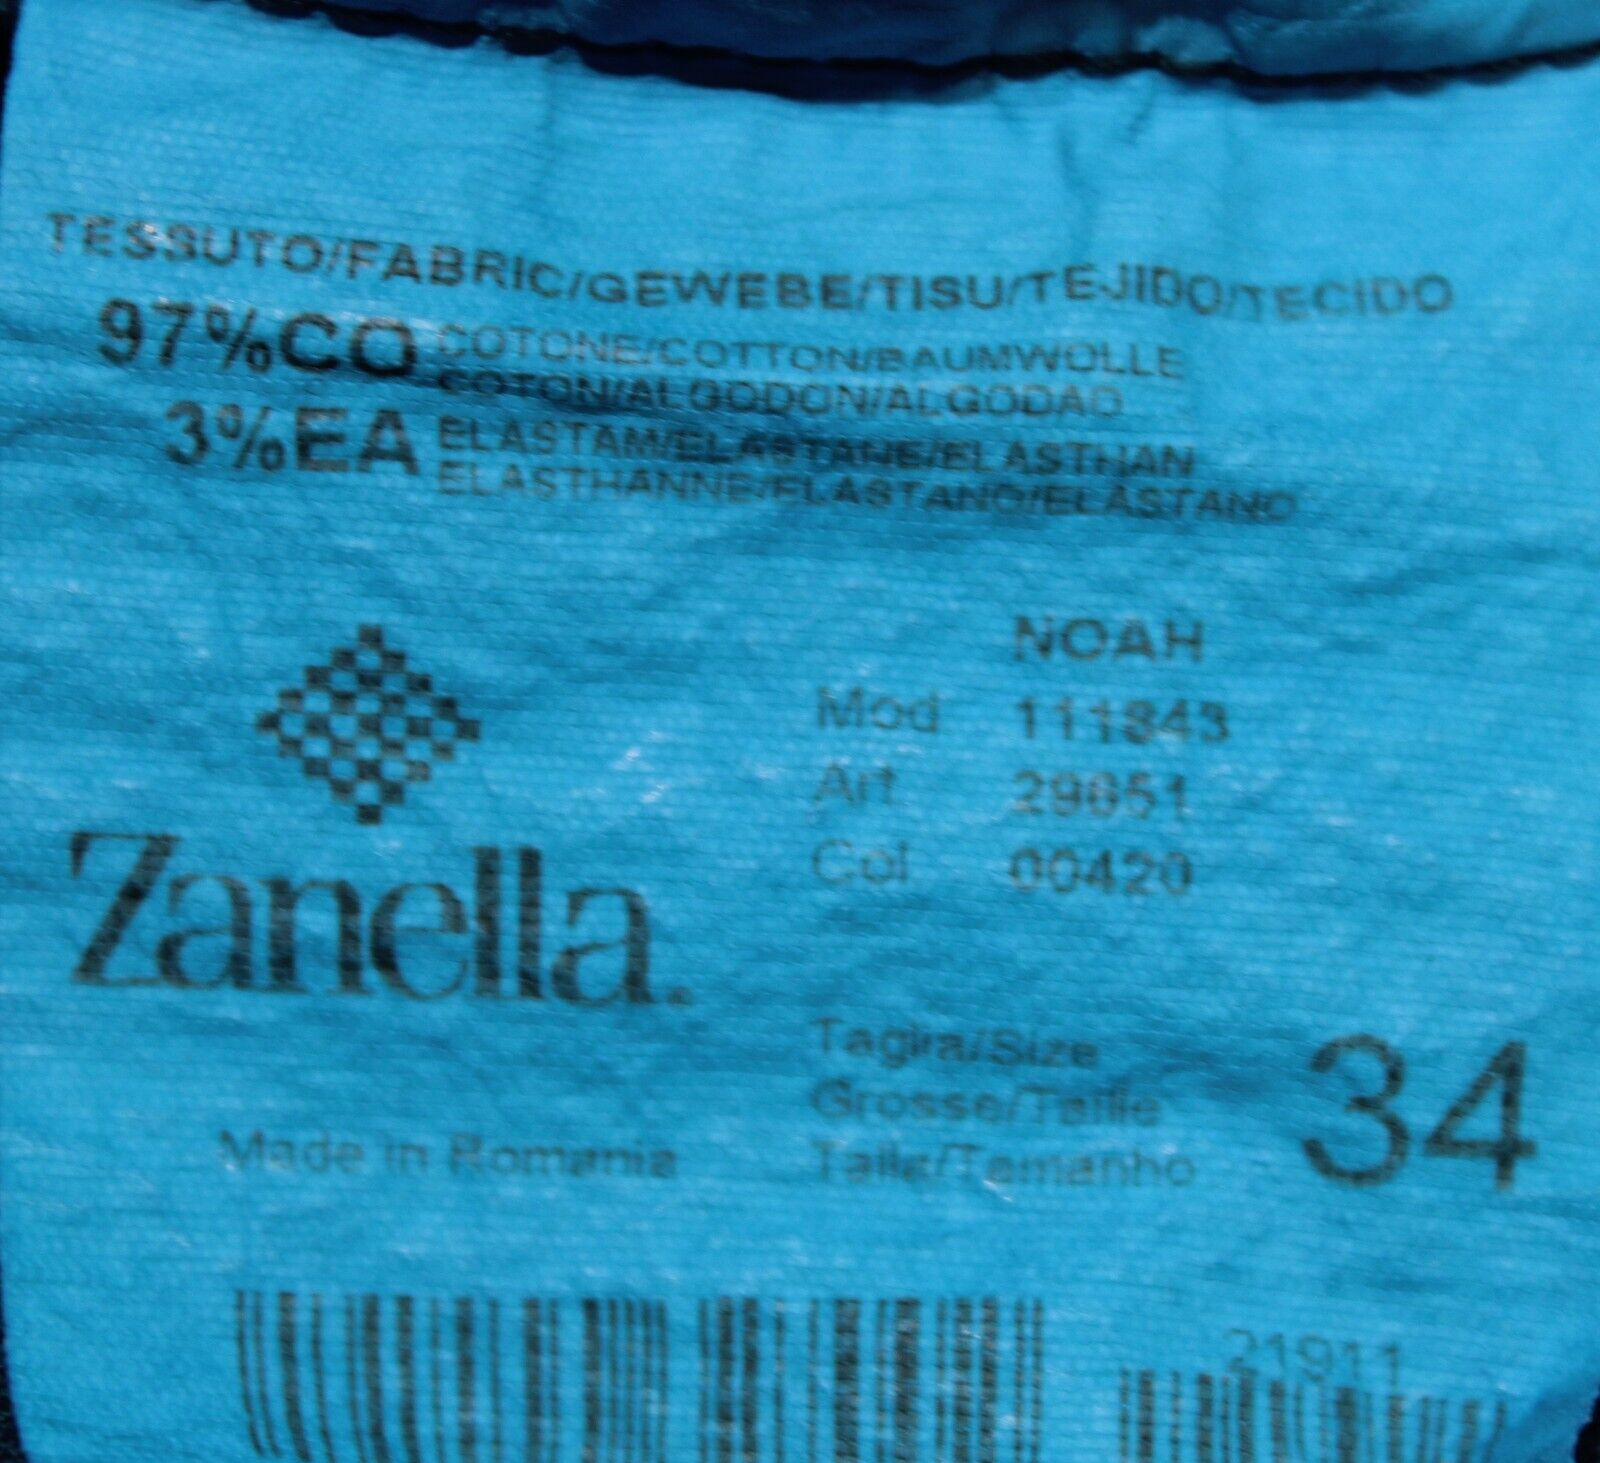 TESSUTO/FABRIC/GEWEBE/TISU/TEJIDO/TECIDO
97%CO COTONE/COTTON/BAUMWOLLE
COTON/ALGODON/ALGODAO
3%EA ELASTAM/ELASTANE/ELASTHAN
ELASTHANNE/ELASTANO/ELASTANO
NOAH
Mod 111843
Art 29651
Col 00420
Zanella.
Made in Romania
Taglia/Size
Grosse/Taille
Talla/Tamanho
34
21911